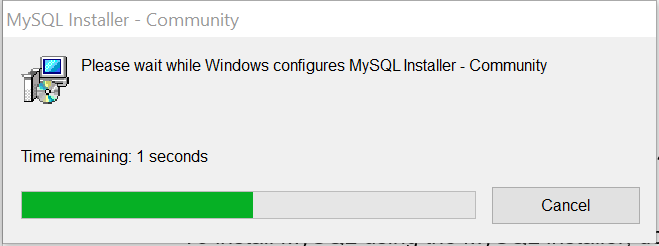 MySQL Installer - Community
Please wait while Windows configures MySQL Installer - Community
Time remaining: 1 seconds
Cancel